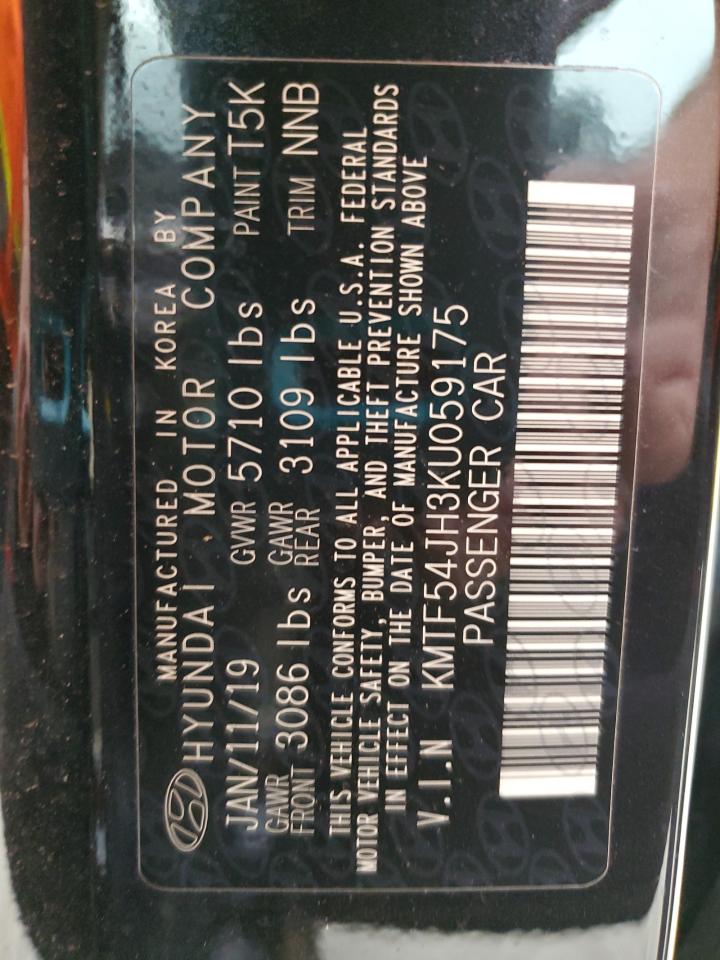 MANUFACTURED IN KOREA BY
HYUNDAI MOTOR COMPANY
JAN/11/19 GVWR 5710 lbs PAINT T5K
GAWR FRONT 3086 lbs GAWR REAR 3109 lbs TRIM NNB
THIS VEHICLE CONFORMS TO ALL APPLICABLE U.S.A. FEDERAL
MOTOR VEHICLE SAFETY, BUMPER, AND THEFT PREVENTION STANDARDS
IN EFFECT ON THE DATE OF MANUFACTURE SHOWN ABOVE
V.I.N KMTF54JH3KU059175
PASSENGER CAR